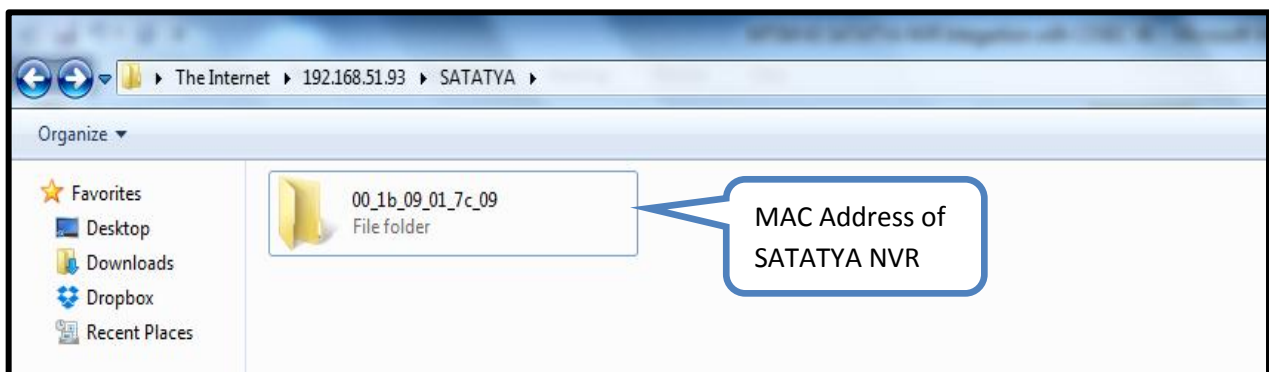 ▸ The Internet ▸ 192.168.51.93 ▸ SATATYA ▸
Organize ▾
Favorites
Desktop
Downloads
Dropbox
Recent Places
00_1b_09_01_7c_09
File folder
MAC Address of
SATATYA NVR